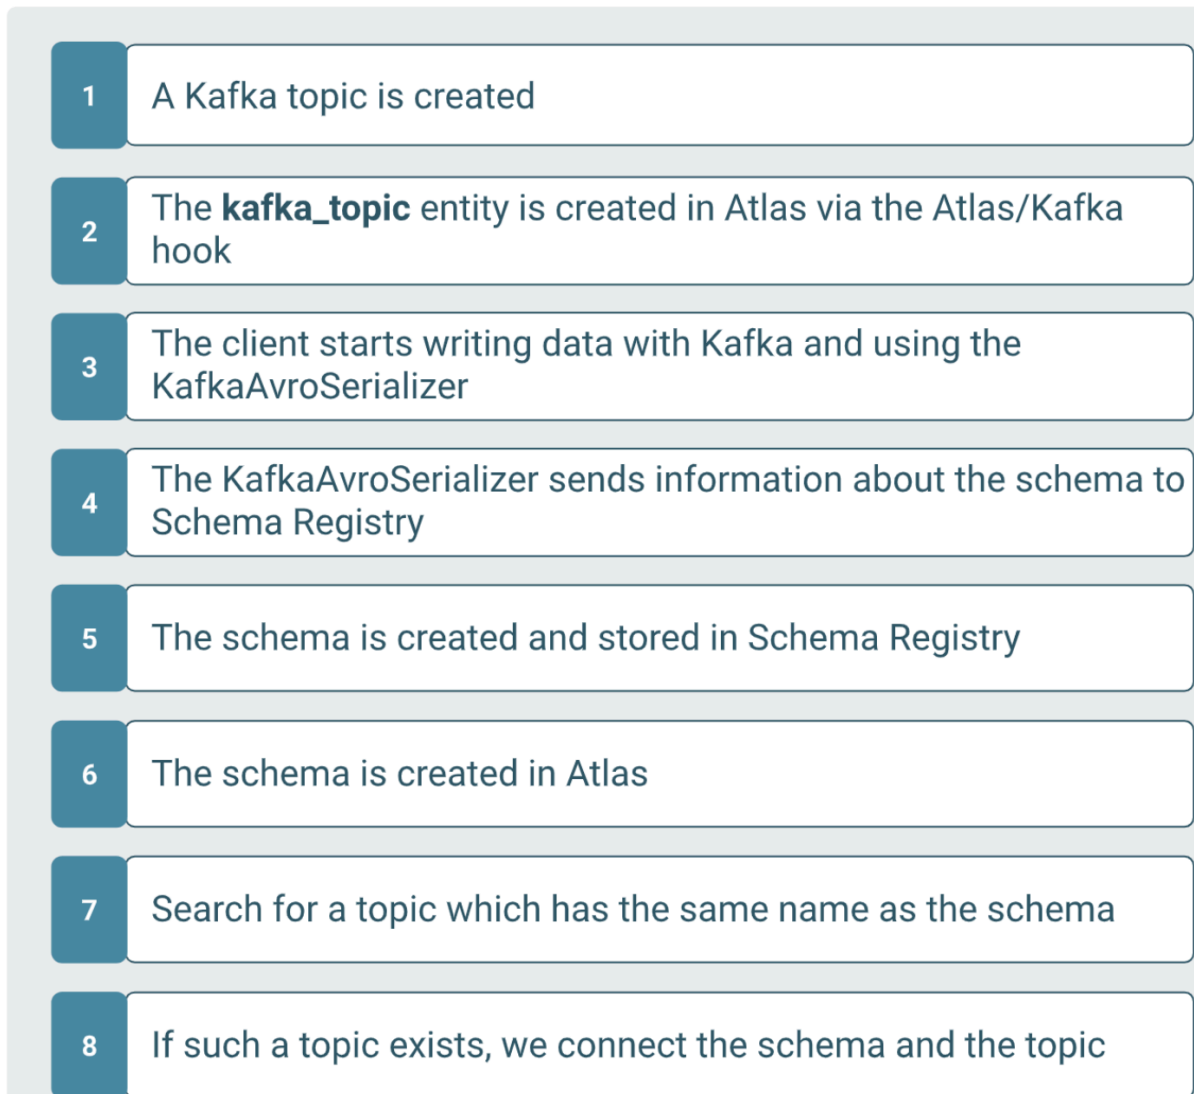 1
A Kafka topic is created
2
The kafka_topic entity is created in Atlas via the Atlas/Kafka
hook
3
The client starts writing data with Kafka and using the
KafkaAvroSerializer
4
The KafkaAvroSerializer sends information about the schema to
Schema Registry
5
The schema is created and stored in Schema Registry
6
The schema is created in Atlas
7
Search for a topic which has the same name as the schema
8
If such a topic exists, we connect the schema and the topic